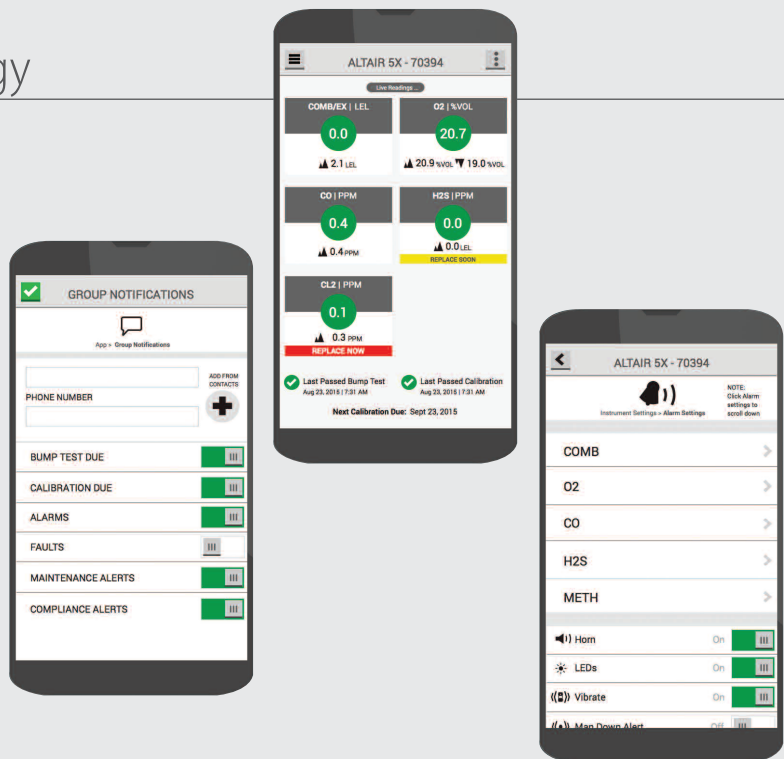 gy
ALTAIR 5X - 70394
Live Readings ...
COMB/EX | LEL
0.0
2.1 LEL
O2 | %VOL
20.7
20.9 %VOL 19.0 %VOL
CO | PPM
0.4
0.4 PPM
H2S | PPM
0.0
0.0 LEL
REPLACE SOON
CL2 | PPM
0.1
0.3 PPM
REPLACE NOW
Last Passed Bump Test
Aug 23, 2015 | 7:31 AM
Last Passed Calibration
Aug 23, 2015 | 7:31 AM
Next Calibration Due: Sept 23, 2015
GROUP NOTIFICATIONS
App > Group Notifications
ADD FROM
CONTACTS
PHONE NUMBER
BUMP TEST DUE
CALIBRATION DUE
ALARMS
FAULTS
MAINTENANCE ALERTS
COMPLIANCE ALERTS
ALTAIR 5X - 70394
Instrument Settings > Alarm Settings
NOTE:
Click Alarm
settings to
scroll down
COMB
O2
CO
H2S
METH
Horn On
LEDs On
Vibrate On
Man Down Alert Off